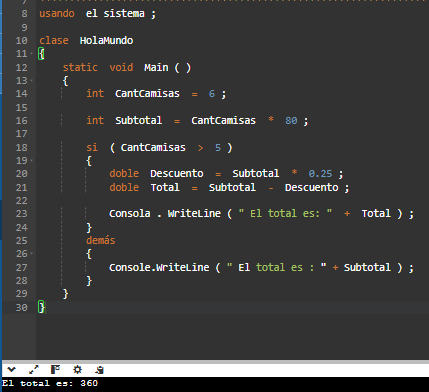 8 usando el sistema ;
9
10 clase HolaMundo
11 {
12 static void Main ( )
13 {
14 int CantCamisas = 6 ;
15
16 int Subtotal = CantCamisas * 80 ;
17
18 si ( CantCamisas > 5 )
19 {
20 doble Descuento = Subtotal * 0.25 ;
21 doble Total = Subtotal - Descuento ;
22
23 Consola . WriteLine ( " El total es: " + Total ) ;
24 }
25 demás
26 {
27 Console.WriteLine ( " El total es : " + Subtotal ) ;
28 }
29 }
30 }
El total es: 360